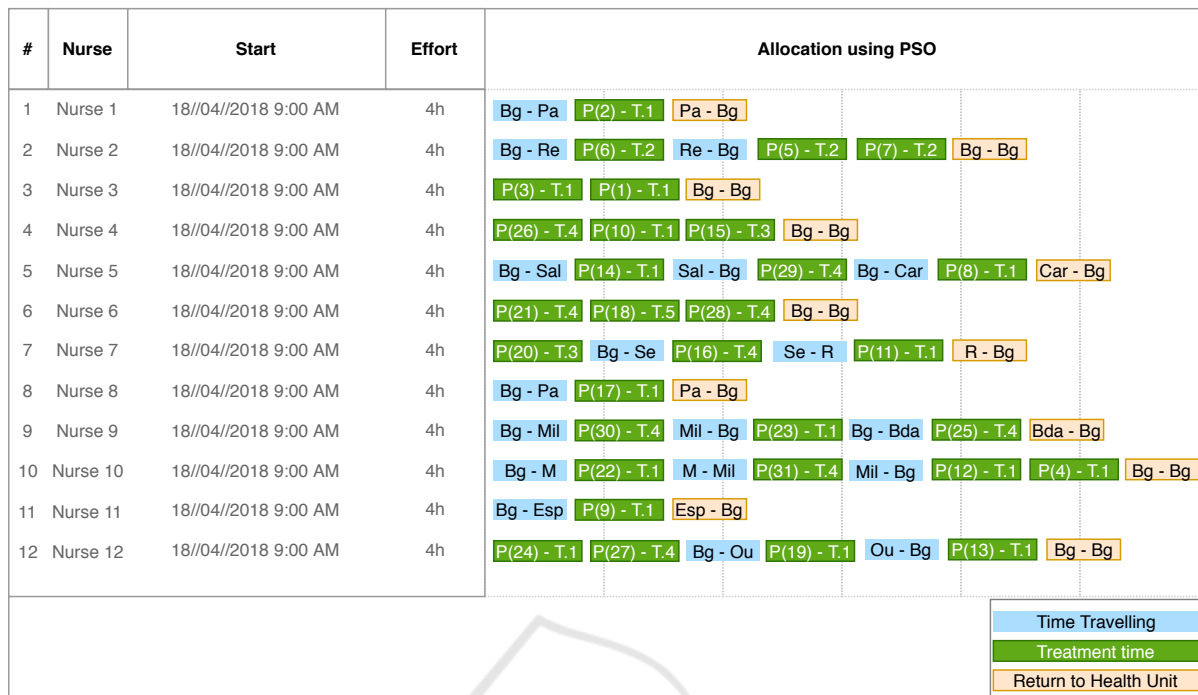 # Nurse Start Effort Allocation using PSO
1 Nurse 1 18//04//2018 9:00 AM 4h Bg - Pa P(2) - T.1 Pa - Bg
2 Nurse 2 18//04//2018 9:00 AM 4h Bg - Re P(6) - T.2 Re - Bg P(5) - T.2 P(7) - T.2 Bg - Bg
3 Nurse 3 18//04//2018 9:00 AM 4h P(3) - T.1 P(1) - T.1 Bg - Bg
4 Nurse 4 18//04//2018 9:00 AM 4h P(26) - T.4 P(10) - T.1 P(15) - T.3 Bg - Bg
5 Nurse 5 18//04//2018 9:00 AM 4h Bg - Sal P(14) - T.1 Sal - Bg P(29) - T.4 Bg - Car P(8) - T.1 Car - Bg
6 Nurse 6 18//04//2018 9:00 AM 4h P(21) - T.4 P(18) - T.5 P(28) - T.4 Bg - Bg
7 Nurse 7 18//04//2018 9:00 AM 4h P(20) - T.3 Bg - Se P(16) - T.4 Se - R P(11) - T.1 R - Bg
8 Nurse 8 18//04//2018 9:00 AM 4h Bg - Pa P(17) - T.1 Pa - Bg
9 Nurse 9 18//04//2018 9:00 AM 4h Bg - Mil P(30) - T.4 Mil - Bg P(23) - T.1 Bg - Bda P(25) - T.4 Bda - Bg
10 Nurse 10 18//04//2018 9:00 AM 4h Bg - M P(22) - T.1 M - Mil P(31) - T.4 Mil - Bg P(12) - T.1 P(4) - T.1 Bg - Bg
11 Nurse 11 18//04//2018 9:00 AM 4h Bg - Esp P(9) - T.1 Esp - Bg
12 Nurse 12 18//04//2018 9:00 AM 4h P(24) - T.1 P(27) - T.4 Bg - Ou P(19) - T.1 Ou - Bg P(13) - T.1 Bg - Bg
Time Travelling
Treatment time
Return to Health Unit